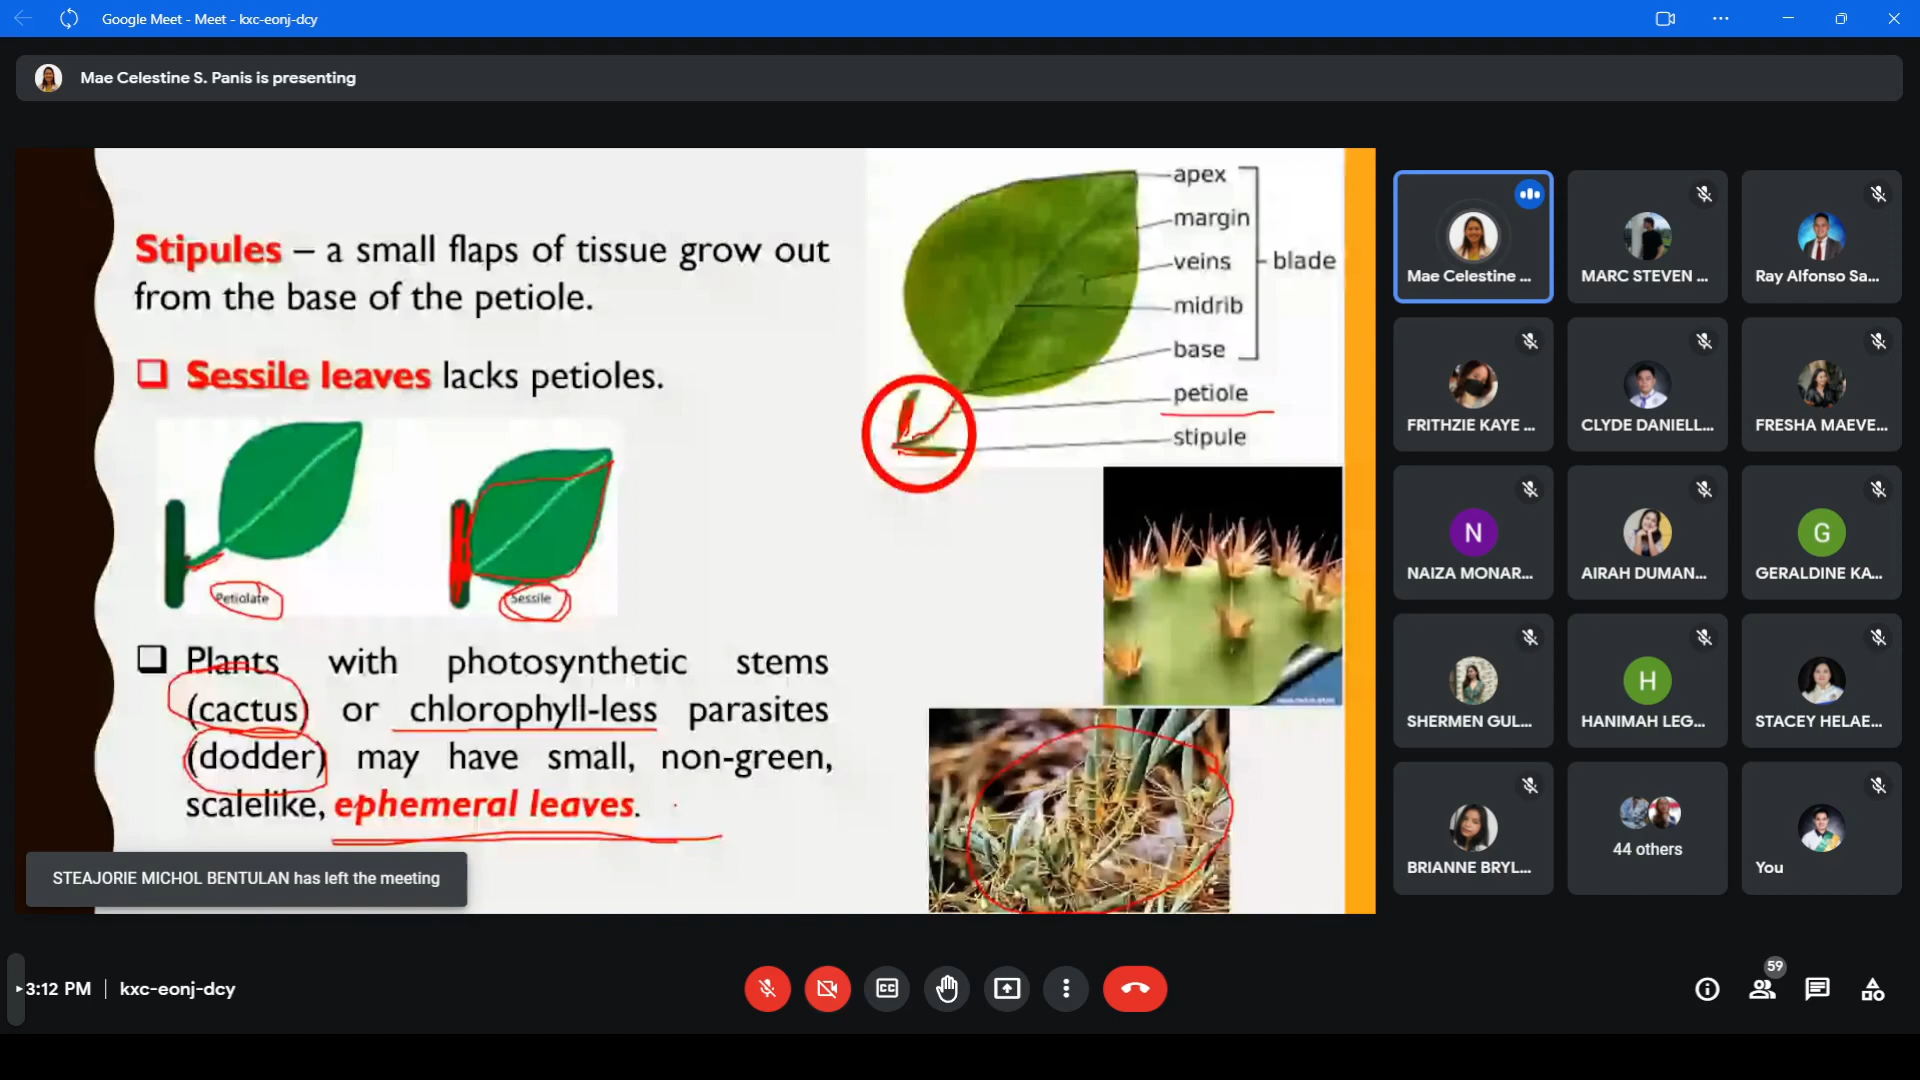 Google Meet - Meet - kxc-eonj-dcy
Mae Celestine S. Panis is presenting
Stipules – a small flaps of tissue grow out
from the base of the petiole.
❑ Sessile leaves lacks petioles.
Petiolate
Sessile
❑ Plants with photosynthetic stems
(cactus) or chlorophyll-less parasites
(dodder) may have small, non-green,
scalelike, ephemeral leaves.
apex
margin
veins
blade
midrib
base
petiole
stipule
STEAJORIE MICHOL BENTULAN has left the meeting
Mae Celestine ...
MARC STEVEN ...
Ray Alfonso Sa...
FRITHZIE KAYE ...
CLYDE DANIELL...
FRESHA MAEVE...
N
NAIZA MONAR...
AIRAH DUMAN...
G
GERALDINE KA...
SHERMEN GUL...
H
HANIMAH LEG...
STACEY HELAE...
BRIANNE BRYL...
44 others
You
3:12 PM | kxc-eonj-dcy
CC
59